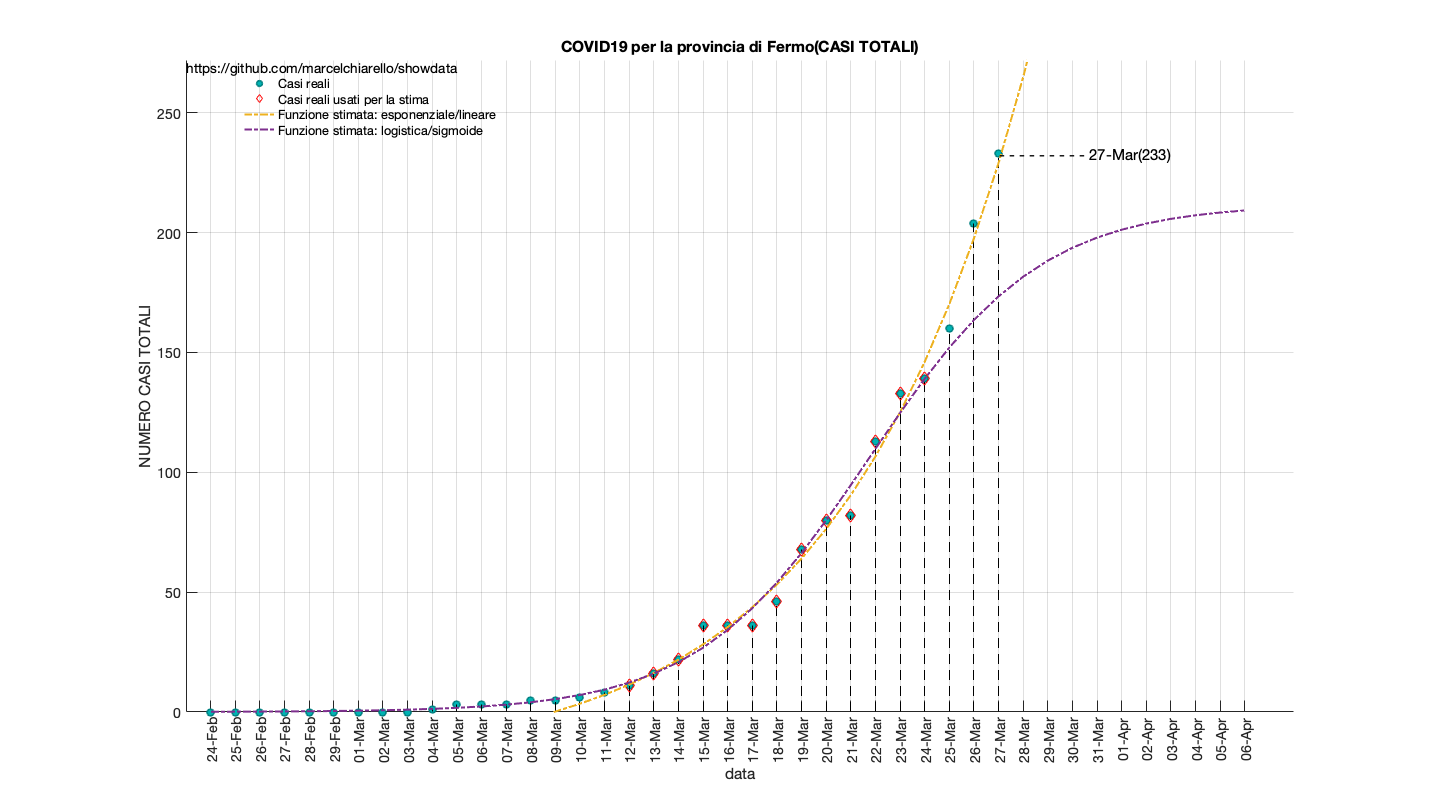 COVID19 per la provincia di Fermo(CASI TOTALI)
https://github.com/marcelchiarello/showdata
Casi reali
Casi reali usati per la stima
Funzione stimata: esponenziale/lineare
Funzione stimata: logistica/sigmoide
27-Mar(233)
NUMERO CASI TOTALI
250
200
150
100
50
0
24-Feb
25-Feb
26-Feb
27-Feb
28-Feb
29-Feb
01-Mar
02-Mar
03-Mar
04-Mar
05-Mar
06-Mar
07-Mar
08-Mar
09-Mar
10-Mar
11-Mar
12-Mar
13-Mar
14-Mar
15-Mar
16-Mar
17-Mar
18-Mar
19-Mar
20-Mar
21-Mar
22-Mar
23-Mar
24-Mar
25-Mar
26-Mar
27-Mar
28-Mar
29-Mar
30-Mar
31-Mar
01-Apr
02-Apr
03-Apr
04-Apr
05-Apr
06-Apr
data